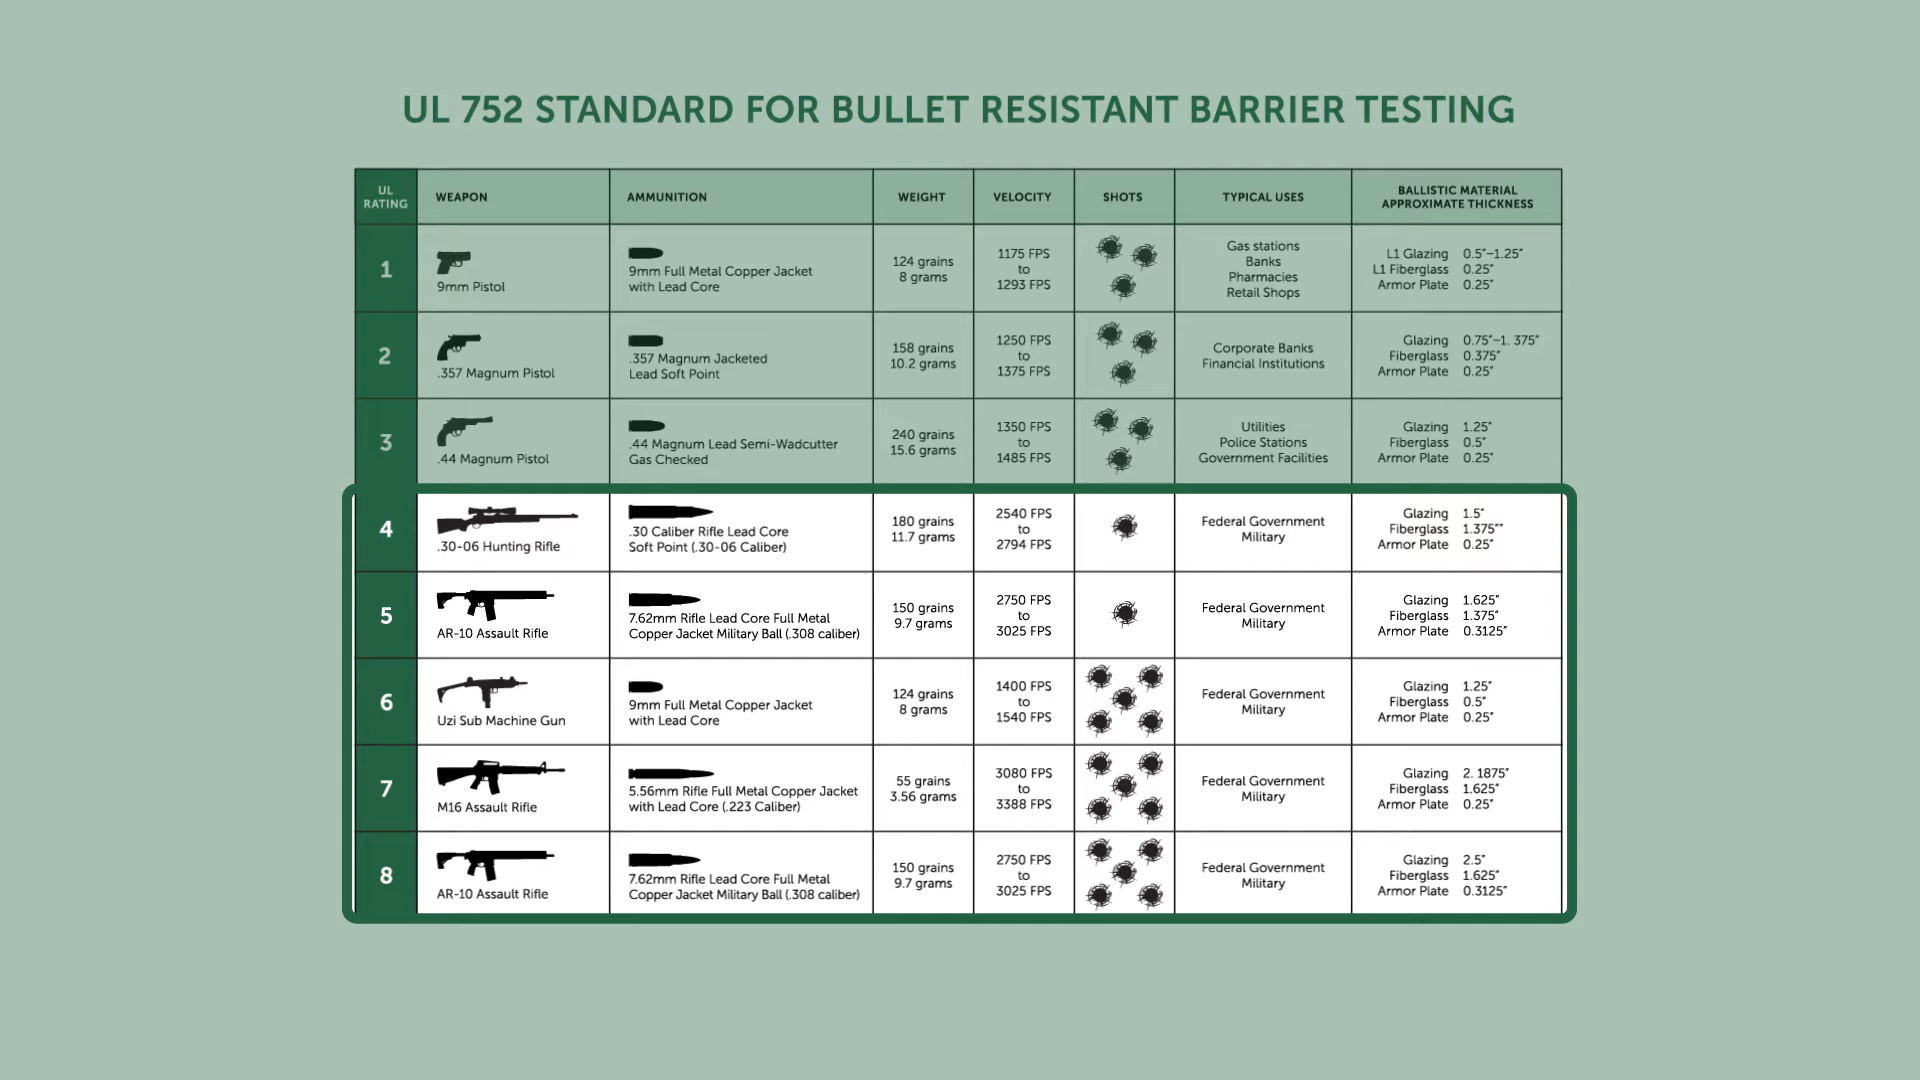 UL 752 STANDARD FOR BULLET RESISTANT BARRIER TESTING
UL
RATING
WEAPON
AMMUNITION
WEIGHT
VELOCITY
SHOTS
TYPICAL USES
BALLISTIC MATERIAL
APPROXIMATE THICKNESS
1
9mm Pistol
9mm Full Metal Copper Jacket
with Lead Core
124 grains
8 grams
1175 FPS
to
1293 FPS
Gas stations
Banks
Pharmacies
Retail Shops
L1 Glazing 0.5"–1.25"
L1 Fiberglass 0.25"
Armor Plate 0.25"
2
.357 Magnum Pistol
.357 Magnum Jacketed
Lead Soft Point
158 grains
10.2 grams
1250 FPS
to
1375 FPS
Corporate Banks
Financial Institutions
Glazing 0.75"–1. 375"
Fiberglass 0.375"
Armor Plate 0.25"
3
.44 Magnum Pistol
.44 Magnum Lead Semi-Wadcutter
Gas Checked
240 grains
15.6 grams
1350 FPS
to
1485 FPS
Utilities
Police Stations
Government Facilities
Glazing 1.25"
Fiberglass 0.5"
Armor Plate 0.25"
4
.30-06 Hunting Rifle
.30 Caliber Rifle Lead Core
Soft Point (.30-06 Caliber)
180 grains
11.7 grams
2540 FPS
to
2794 FPS
Federal Government
Military
Glazing 1.5"
Fiberglass 1.375""
Armor Plate 0.25"
5
AR-10 Assault Rifle
7.62mm Rifle Lead Core Full Metal
Copper Jacket Military Ball (.308 caliber)
150 grains
9.7 grams
2750 FPS
to
3025 FPS
Federal Government
Military
Glazing 1.625"
Fiberglass 1.375"
Armor Plate 0.3125"
6
Uzi Sub Machine Gun
9mm Full Metal Copper Jacket
with Lead Core
124 grains
8 grams
1400 FPS
to
1540 FPS
Federal Government
Military
Glazing 1.25"
Fiberglass 0.5"
Armor Plate 0.25"
7
M16 Assault Rifle
5.56mm Rifle Full Metal Copper Jacket
with Lead Core (.223 Caliber)
55 grains
3.56 grams
3080 FPS
to
3388 FPS
Federal Government
Military
Glazing 2. 1875"
Fiberglass 1.625"
Armor Plate 0.25"
8
AR-10 Assault Rifle
7.62mm Rifle Lead Core Full Metal
Copper Jacket Military Ball (.308 caliber)
150 grains
9.7 grams
2750 FPS
to
3025 FPS
Federal Government
Military
Glazing 2.5"
Fiberglass 1.625"
Armor Plate 0.3125"